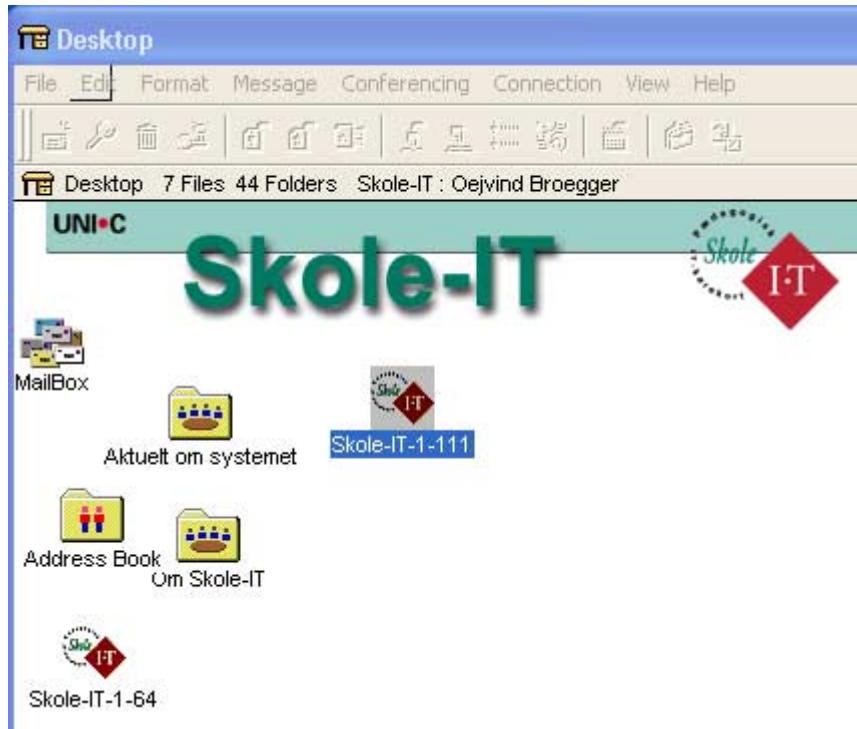 Desktop
File Edit Format Message Conferencing Connection View Help
Desktop 7 Files 44 Folders Skole-IT : Oejvind Broegger
UNI•C
Skole-IT
Skole
I·T
MailBox
Skole-IT-1-111
Aktuelt om systemet
Address Book
Om Skole-IT
Skole-IT-1-64